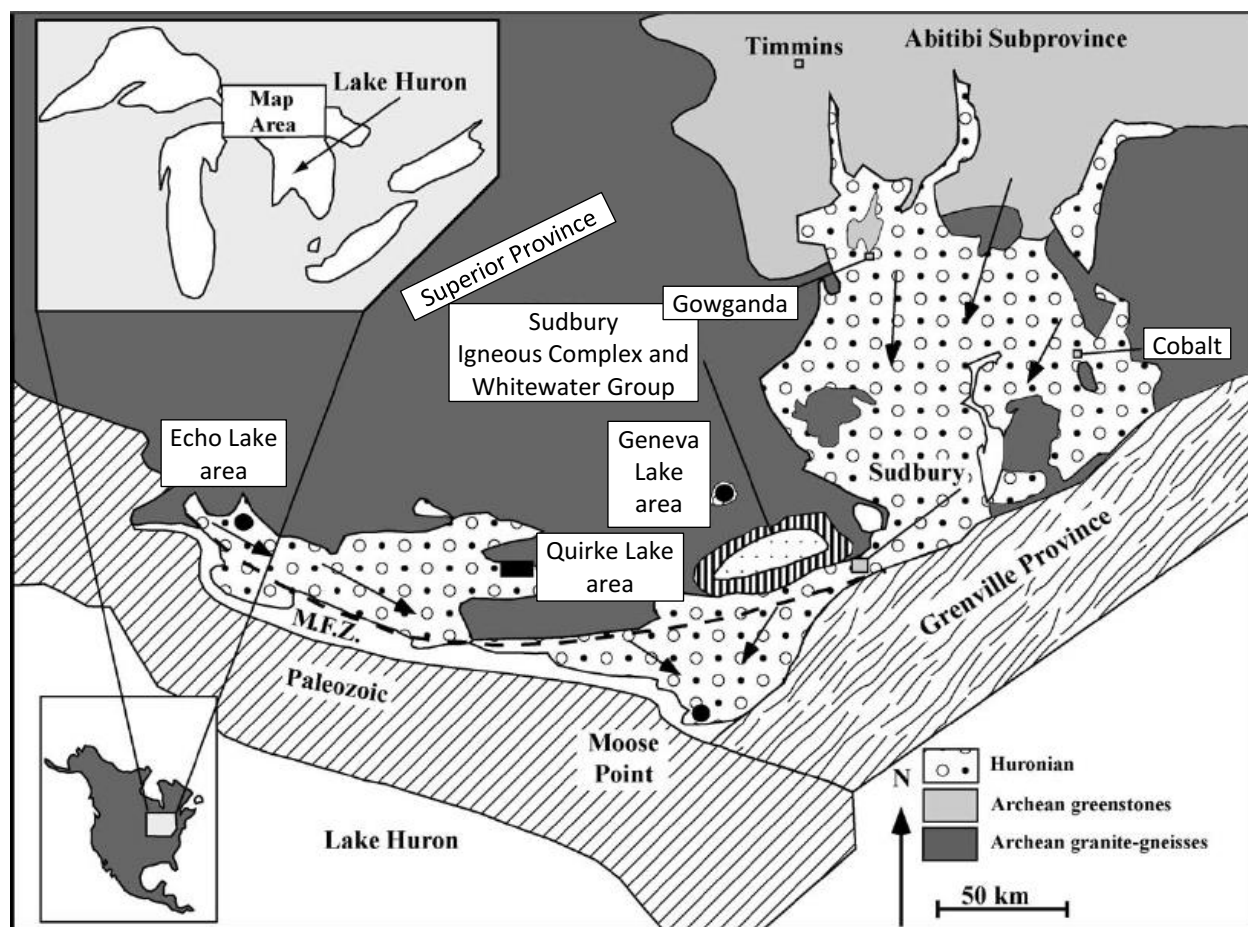 Timmins
Abitibi Subprovince
Lake Huron
Map
Area
Superior Province
Gowganda
Sudbury
Igneous Complex and
Whitewater Group
Cobalt
Echo Lake
area
Geneva
Lake
area
Sudbury
Quirke Lake
area
Grenville Province
M.F.Z.
Paleozoic
Moose
Point
Lake Huron
N
Huronian
Archean greenstones
Archean granite-gneisses
50 km